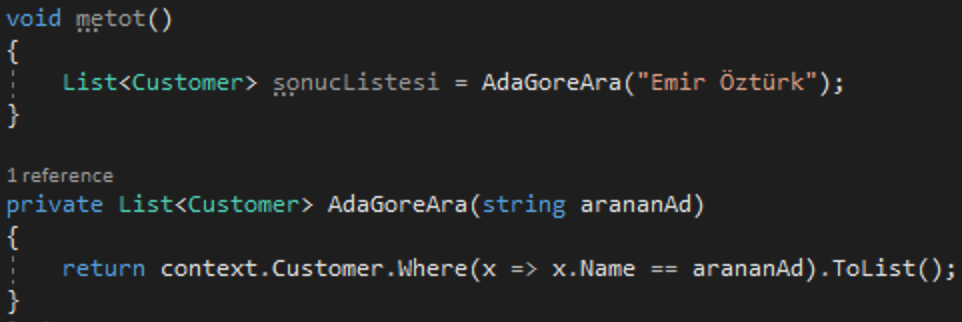 void metot()
{
List<Customer> sonucListesi = AdaGoreAra("Emir Öztürk");
}
1 reference
private List<Customer> AdaGoreAra(string arananAd)
{
return context.Customer.Where(x => x.Name == arananAd).ToList();
}